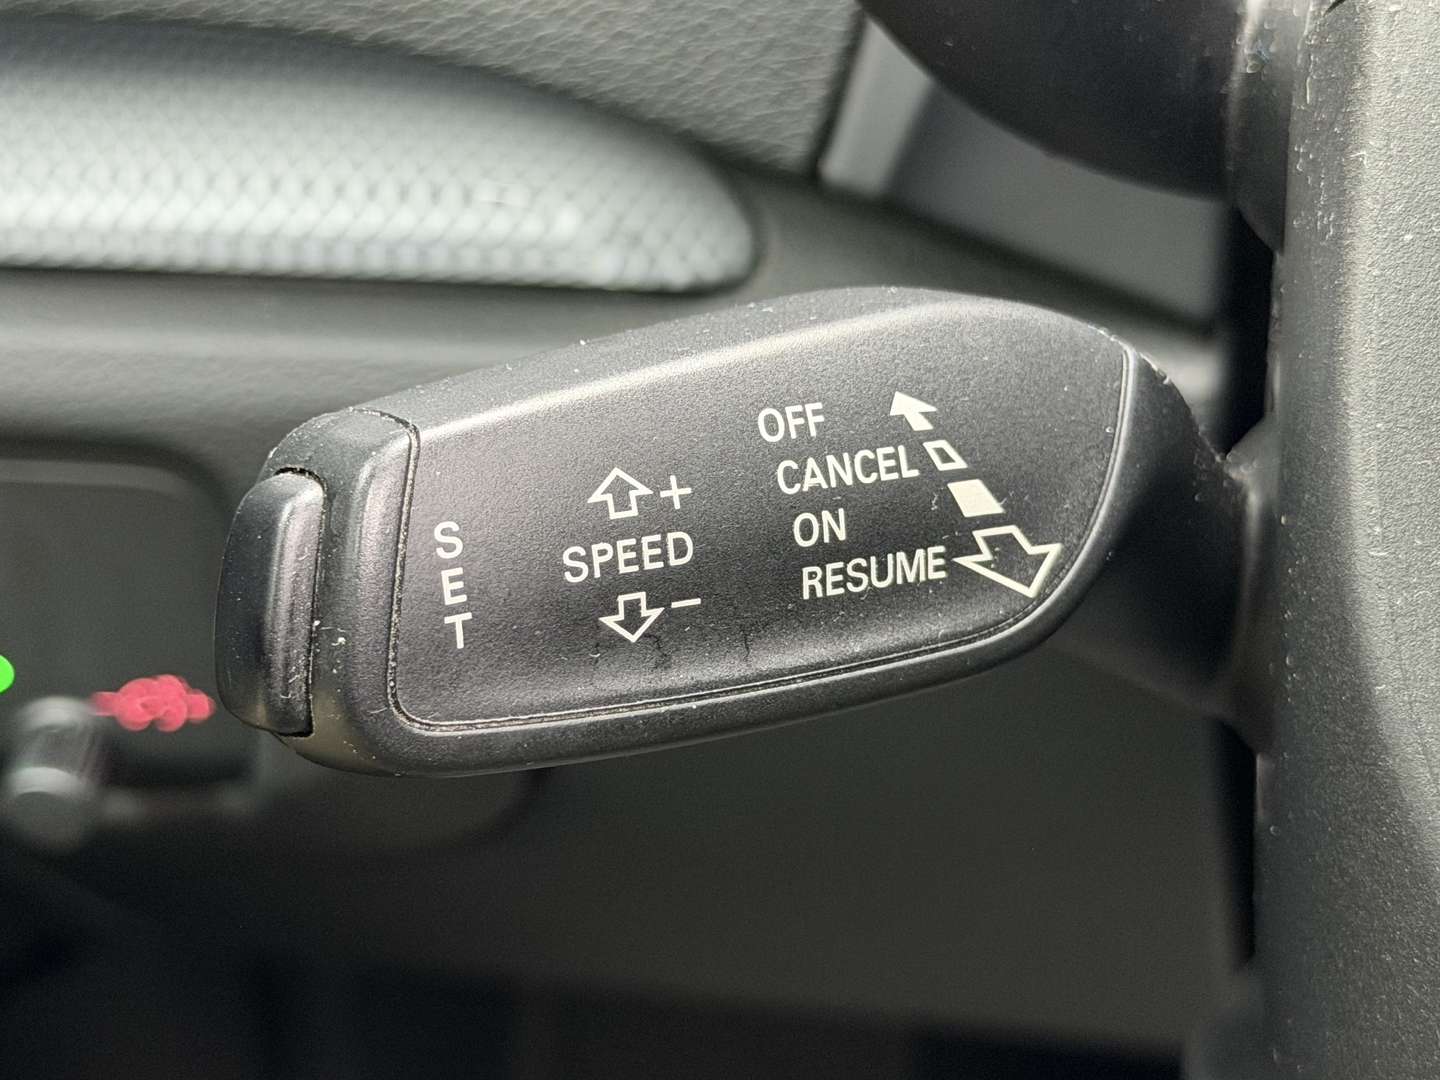 SET
+
SPEED
−
OFF
CANCEL
ON
RESUME